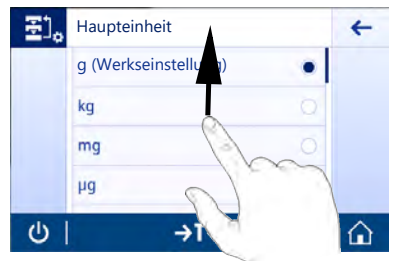 Haupteinheit
g (Werkseinstellung)
kg
mg
µg
→T